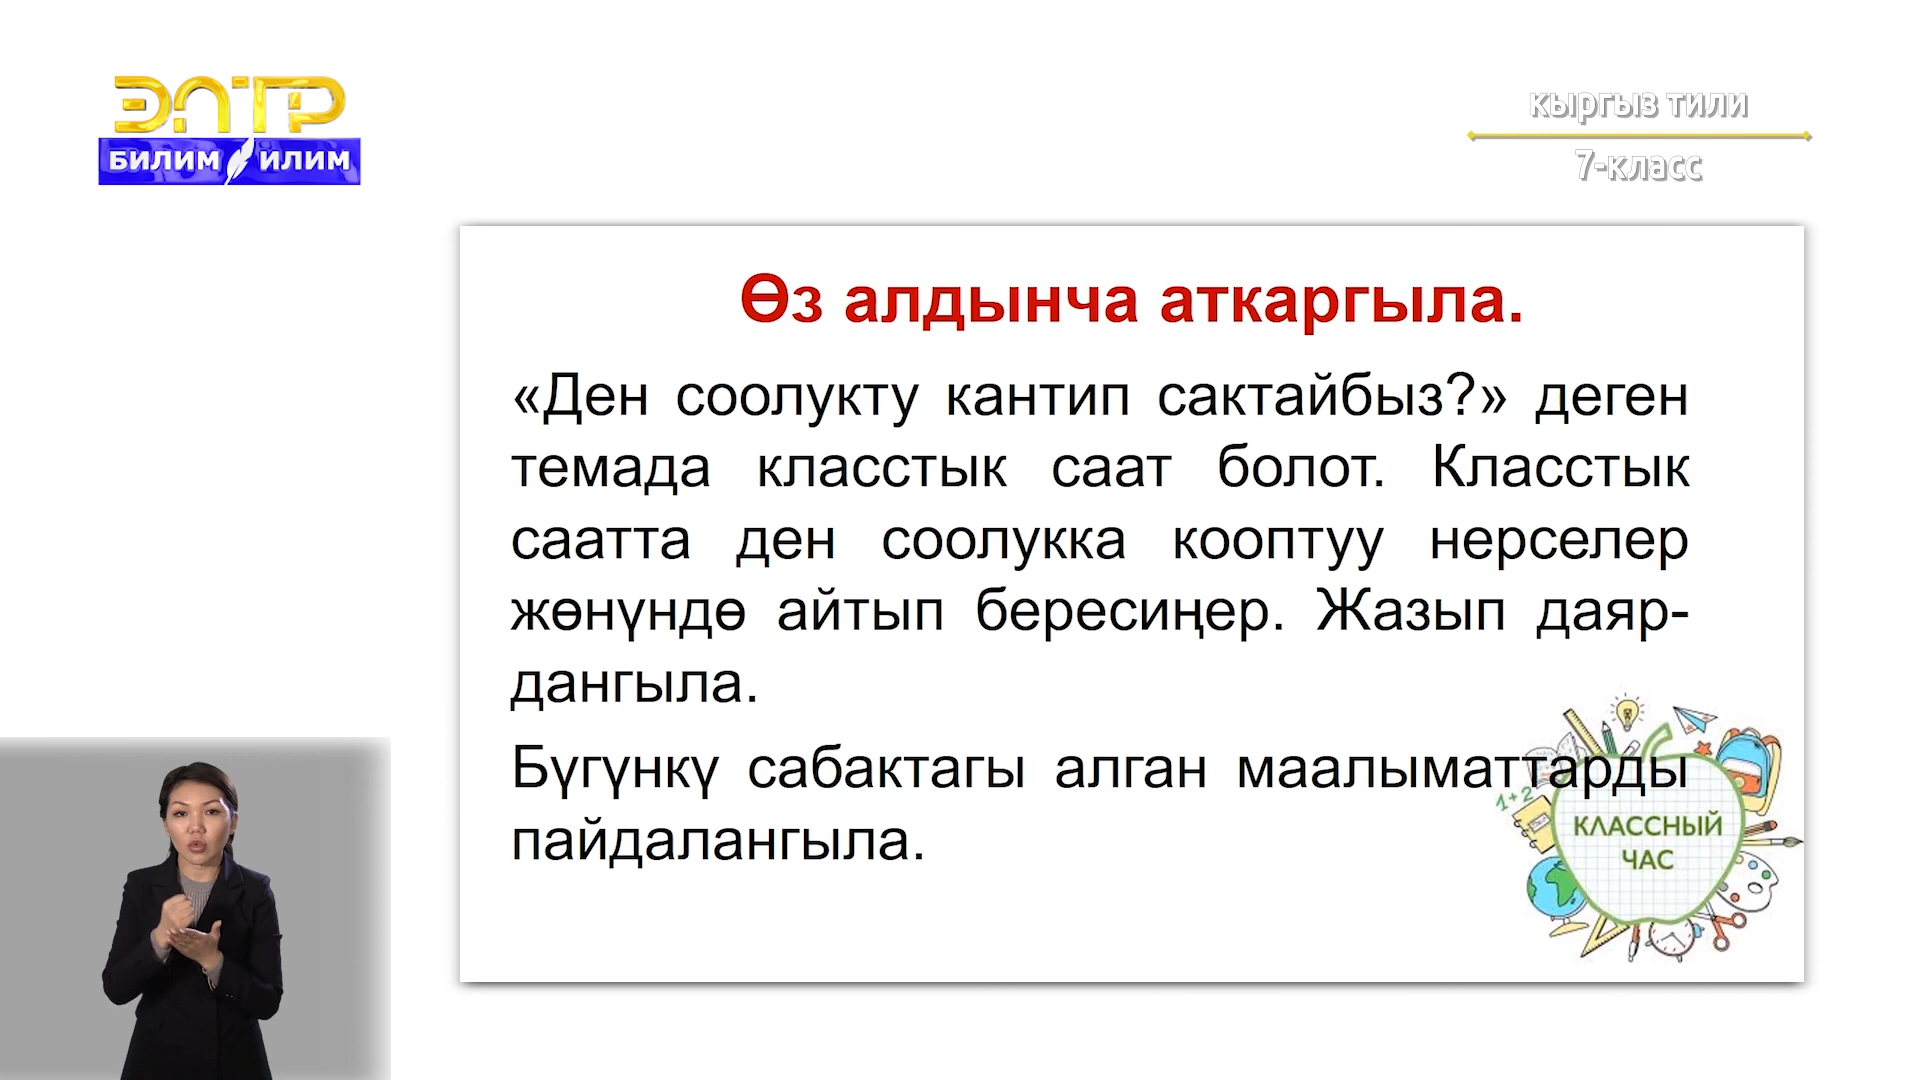 ЭЛТР
БИЛИМ ИЛИМ
кыргыз тили
7-класс
Өз алдынча аткаргыла.
«Ден соолукту кантип сактайбыз?» деген
темада класстык саат болот. Класстык
саатта ден соолукка кооптуу нерселер
жөнүндө айтып бересиңер. Жазып даяр-
дангыла.
Бүгүнкү сабактагы алган маалыматтарды
пайдалангыла.
1+2
КЛАССНЫЙ
ЧАС